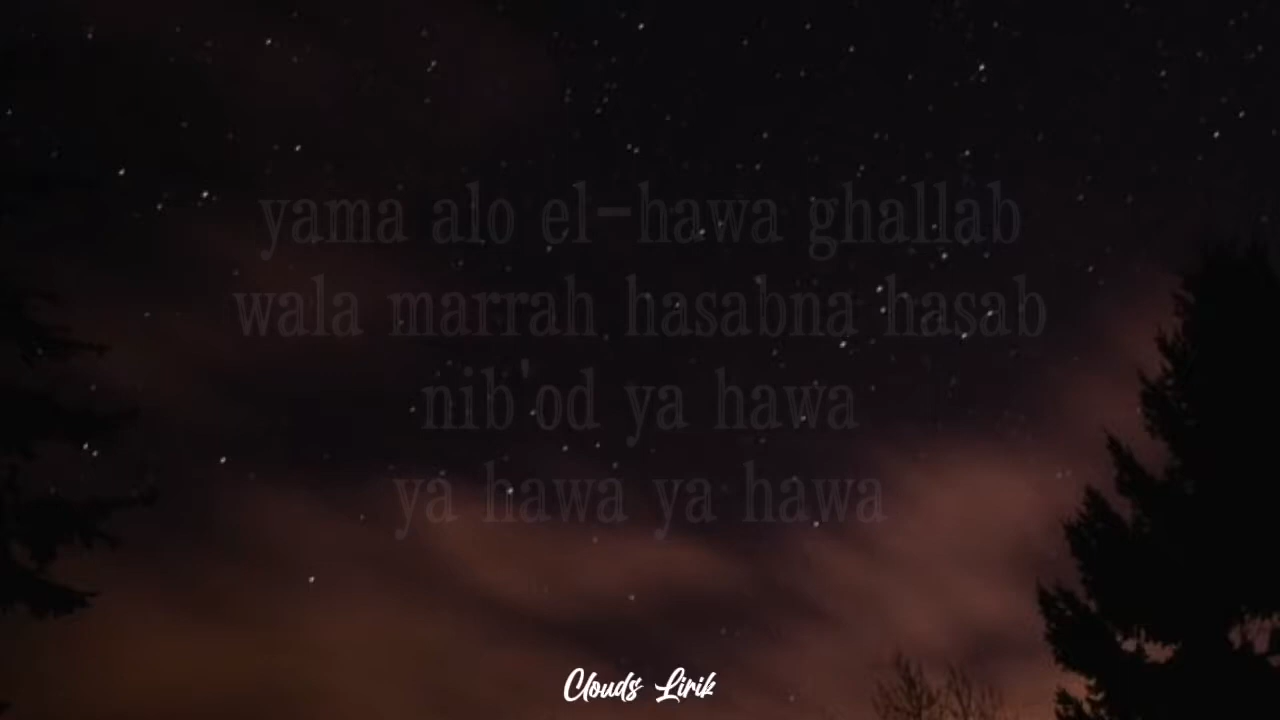 yama alo el-hawa ghallab
wala marrah hasabna hasab
nib'od ya hawa
ya hawa ya hawa
Clouds Lirik